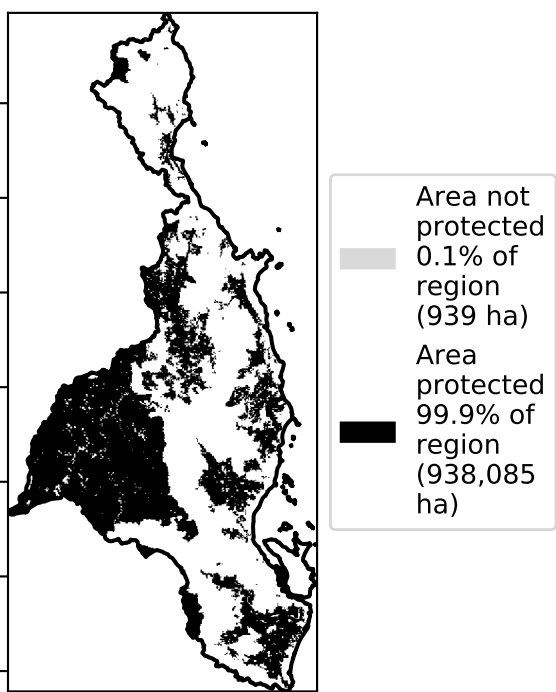 Area not
protected
0.1% of
region
(939 ha)
Area
protected
99.9% of
region
(938,085
ha)